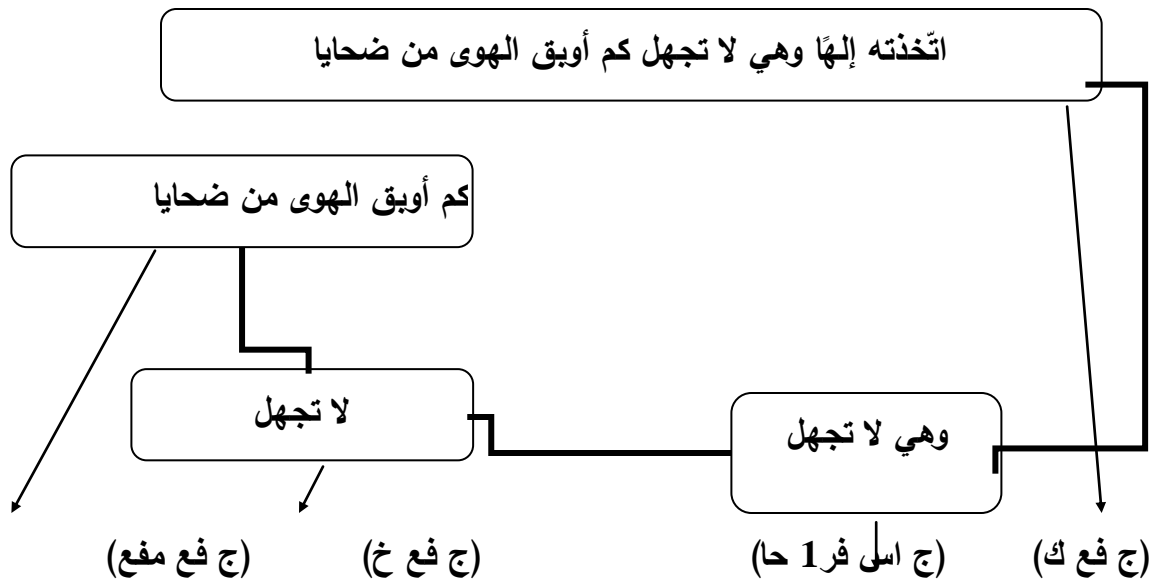 اتّخذته إلهًا وهي لا تجهل كم أوبق الهوى من ضحايا
كم أوبق الهوى من ضحايا
لا تجهل
وهي لا تجهل
(ج فع ك) (ج اس فر1 حا) (ج فع خ) (ج فع مفع)